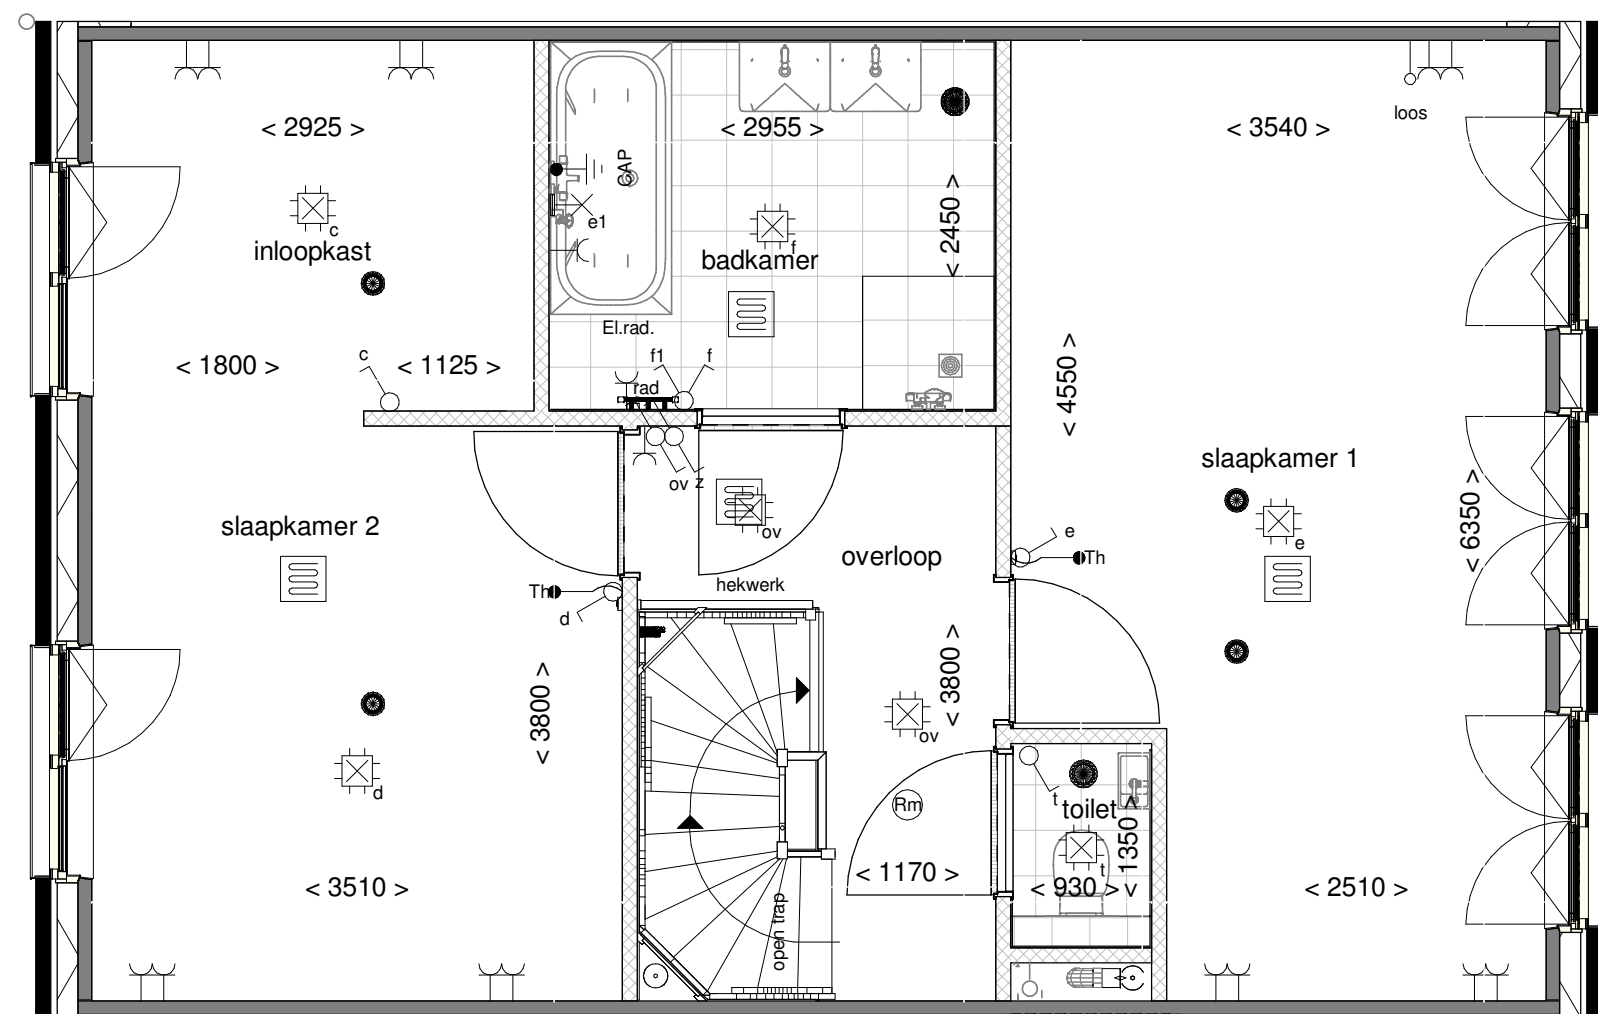 loos
< 2925 >
< 2955 >
< 3540 >
CAP
c
e1
< 2450 >
f
inloopkast
badkamer
El.rad.
f1
f
c
< 1800 >
< 1125 >
rad
< 4550 >
slaapkamer 1
ov
z
slaapkamer 2
ov
e
e
< 6350 >
overloop
Th
hekwerk
Th
d
< 3800 >
< 3800 >
ov
d
Rm
t
toilet
< 1350 >
t
< 1170 >
< 930 >
< 3510 >
< 2510 >
open trap